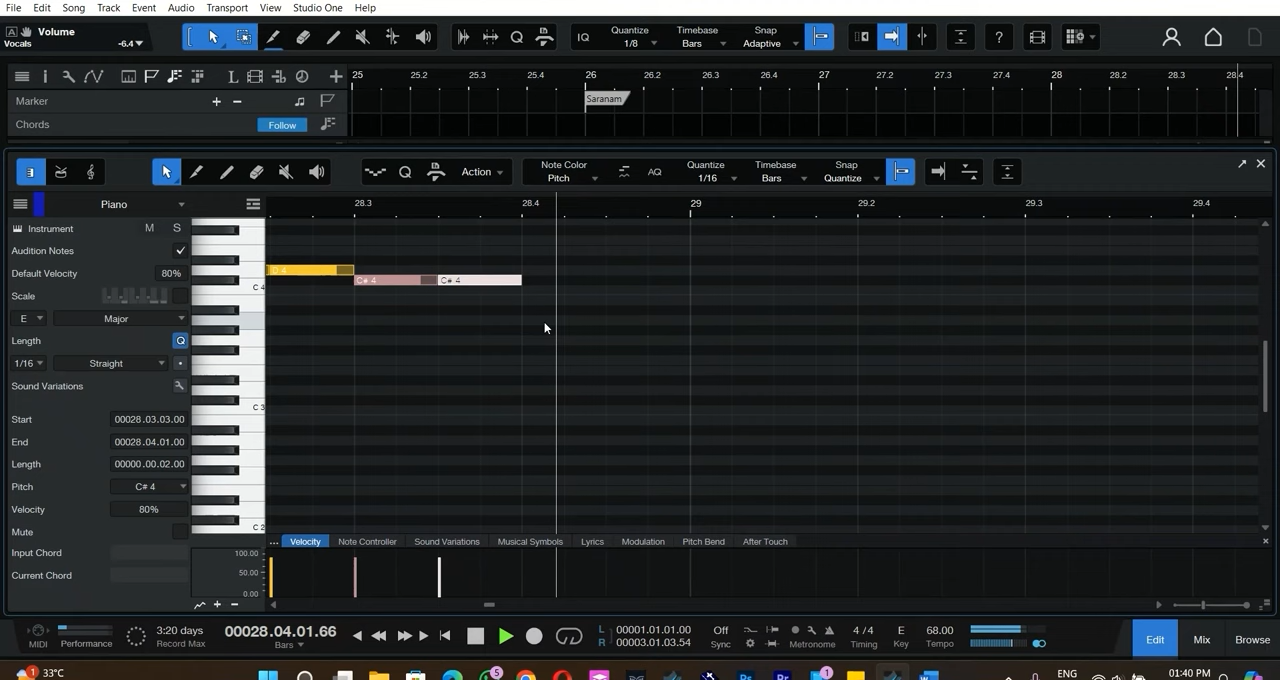 File Edit Song Track Event Audio Transport View Studio One Help
A Volume
Vocals -6.4
IQ Quantize 1/8 Timebase Bars Snap Adaptive ?
25 25.2 25.3 25.4 26 26.2 26.3 26.4 27 27.2 27.3 27.4 28 28.2 28.3 28.4
Marker
Saranam
Chords Follow
Action Note Color Pitch AQ Quantize 1/16 Timebase Bars Snap Quantize
Piano
28.3 28.4 29 29.2 29.3 29.4
Instrument M S
Audition Notes
Default Velocity 80%
Scale
E Major
Length Q
1/16 Straight
Sound Variations
Start 00028.03.03.00
End 00028.04.01.00
Length 00000.00.02.00
Pitch C# 4
Velocity 80%
Mute
Input Chord
Current Chord
C# 4 C# 4
C 4
C 3
C 2
... Velocity Note Controller Sound Variations Musical Symbols Lyrics Modulation Pitch Bend After Touch
100.00
50.00
0.00
MIDI Performance 3:20 days Record Max 00028.04.01.66 Bars
L 00001.01.01.00
R 00003.01.03.54
Off Sync Metronome 4 / 4 Timing E Key 68.00 Tempo
Edit Mix Browse
1 33°C 5 1 ENG 01:40 PM